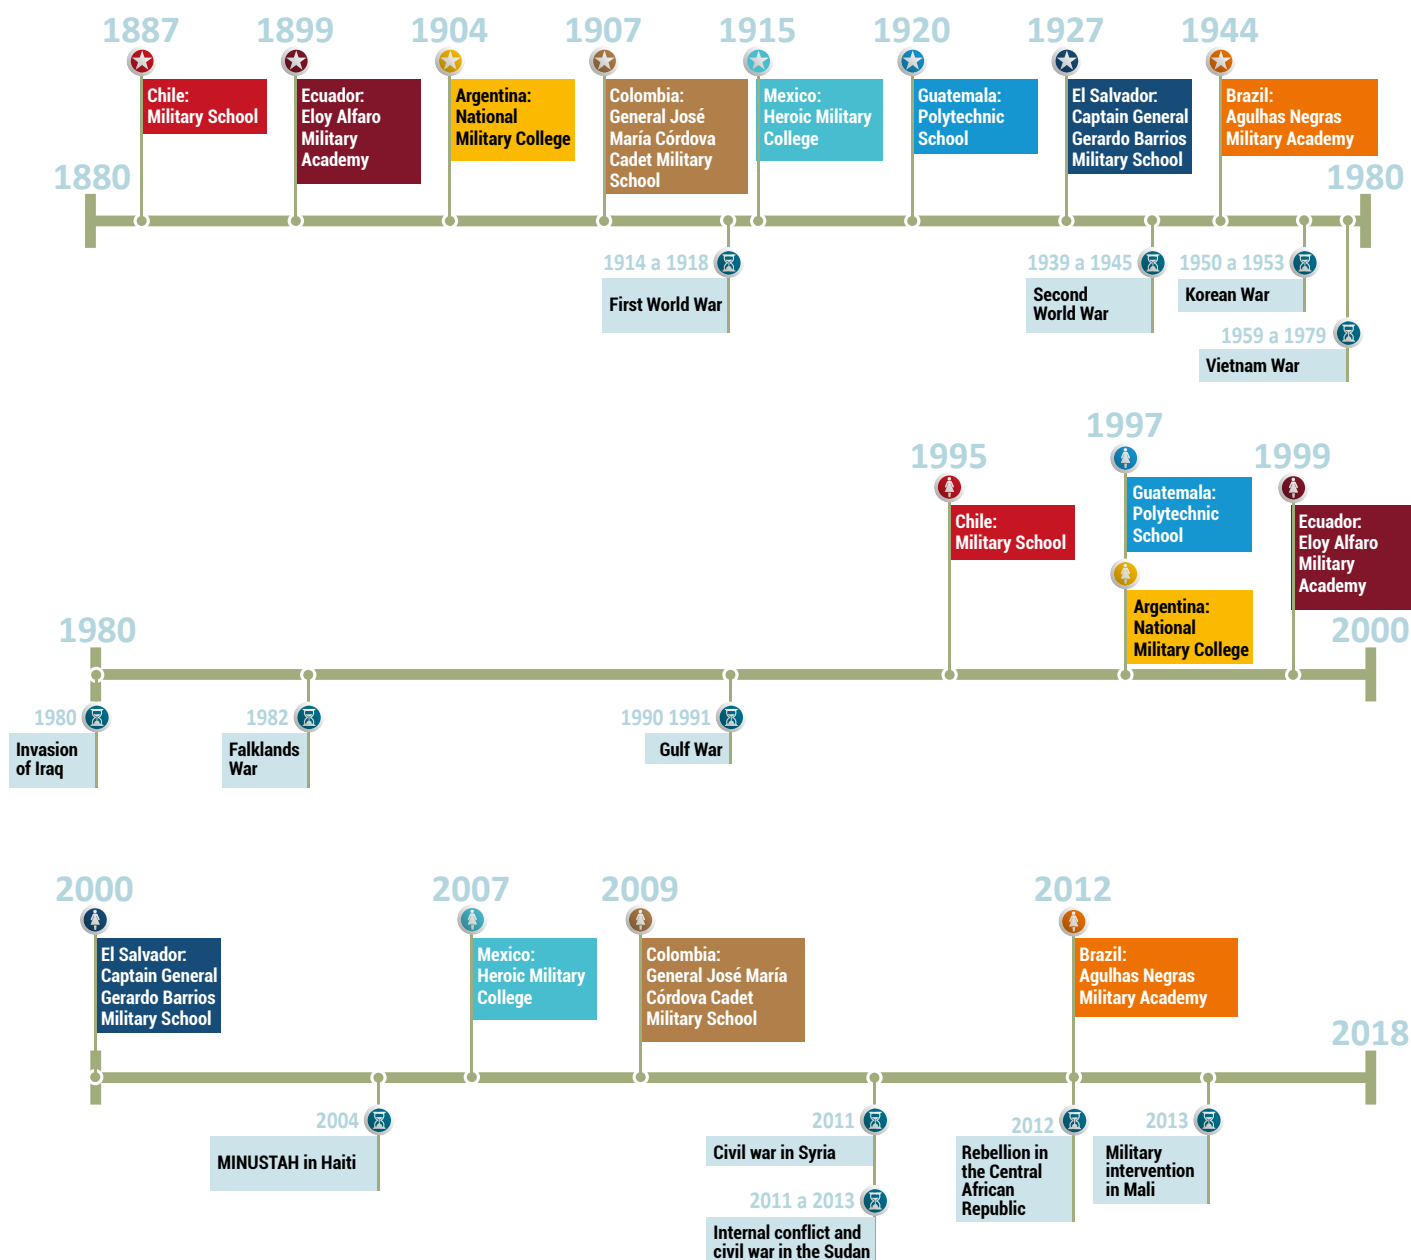 1887
1899
1904
1907
1915
1920
1927
1944
Chile:
Military School
Ecuador:
Eloy Alfaro
Military
Academy
Argentina:
National
Military College
Colombia:
General José
María Córdova
Cadet Military
School
Mexico:
Heroic Military
College
Guatemala:
Polytechnic
School
El Salvador:
Captain General
Gerardo Barrios
Military School
Brazil:
Agulhas Negras
Military Academy
1880
1980
1914 a 1918
First World War
1939 a 1945
Second
World War
1950 a 1953
Korean War
1959 a 1979
Vietnam War
1995
Chile:
Military School
1997
Guatemala:
Polytechnic
School
Argentina:
National
Military College
1999
Ecuador:
Eloy Alfaro
Military
Academy
1980
2000
1980
Invasion
of Iraq
1982
Falklands
War
1990 1991
Gulf War
2000
El Salvador:
Captain General
Gerardo Barrios
Military School
2007
Mexico:
Heroic Military
College
2009
Colombia:
General José María
Córdova Cadet
Military School
2012
Brazil:
Agulhas Negras
Military Academy
2018
2004
MINUSTAH in Haiti
2011
Civil war in Syria
2011 a 2013
Internal conflict and
civil war in the Sudan
2012
Rebellion in
the Central
African
Republic
2013
Military
intervention
in Mali